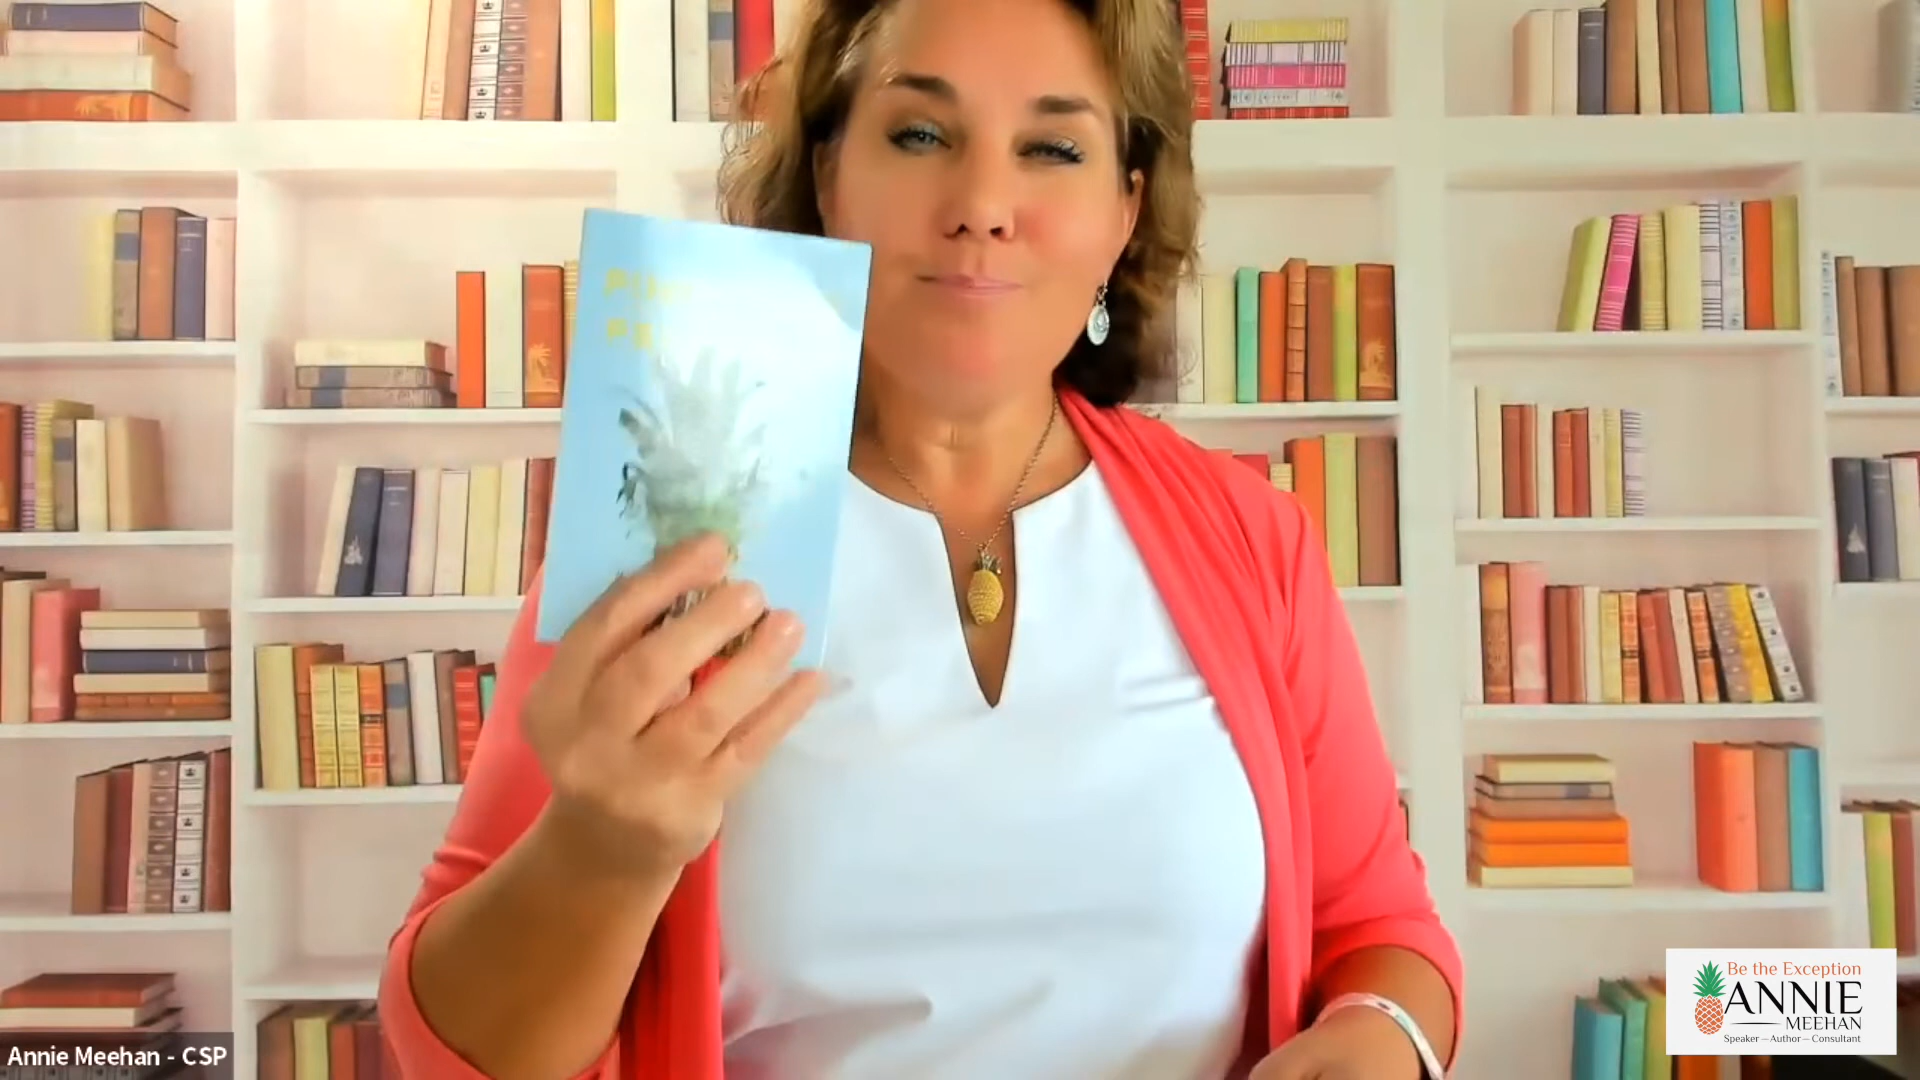 Be the Exception
ANNIE
MEEHAN
Speaker – Author – Consultant
Annie Meehan - CSP